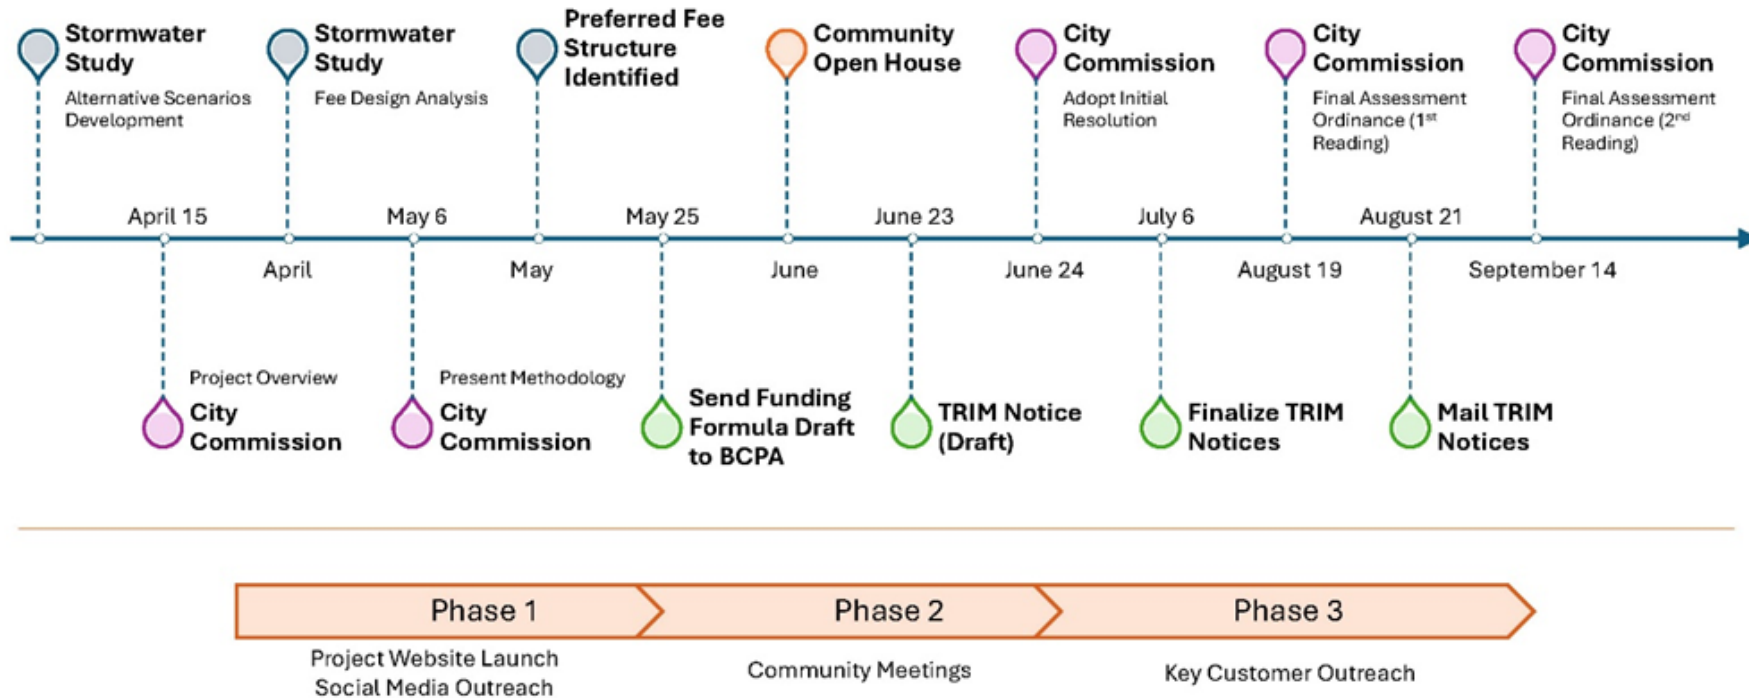 Stormwater
Study
Alternative Scenarios
Development
Stormwater
Study
Fee Design Analysis
Preferred Fee
Structure
Identified
Community
Open House
City
Commission
Adopt Initial
Resolution
City
Commission
Final Assessment
Ordinance (1st
Reading)
City
Commission
Final Assessment
Ordinance (2nd
Reading)
April 15
May 6
May 25
June 23
July 6
August 21
April
May
June
June 24
August 19
September 14
Project Overview
City
Commission
Present Methodology
City
Commission
Send Funding
Formula Draft
to BCPA
TRIM Notice
(Draft)
Finalize TRIM
Notices
Mail TRIM
Notices
Phase 1
Phase 2
Phase 3
Project Website Launch
Social Media Outreach
Community Meetings
Key Customer Outreach